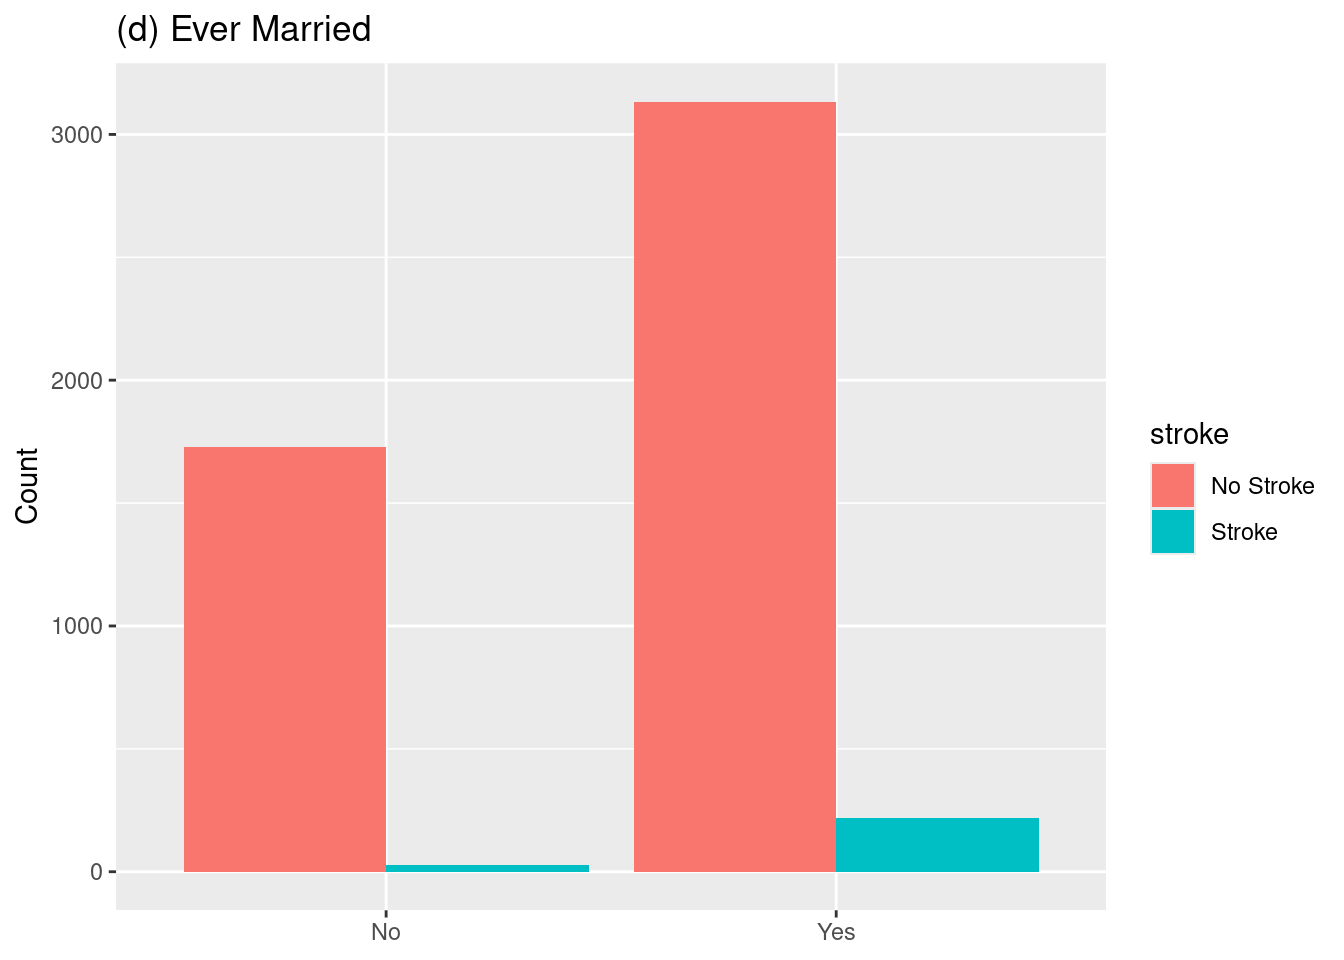 (d) Ever Married
3000
2000
1000
0
Count
No
Yes
stroke
No Stroke
Stroke